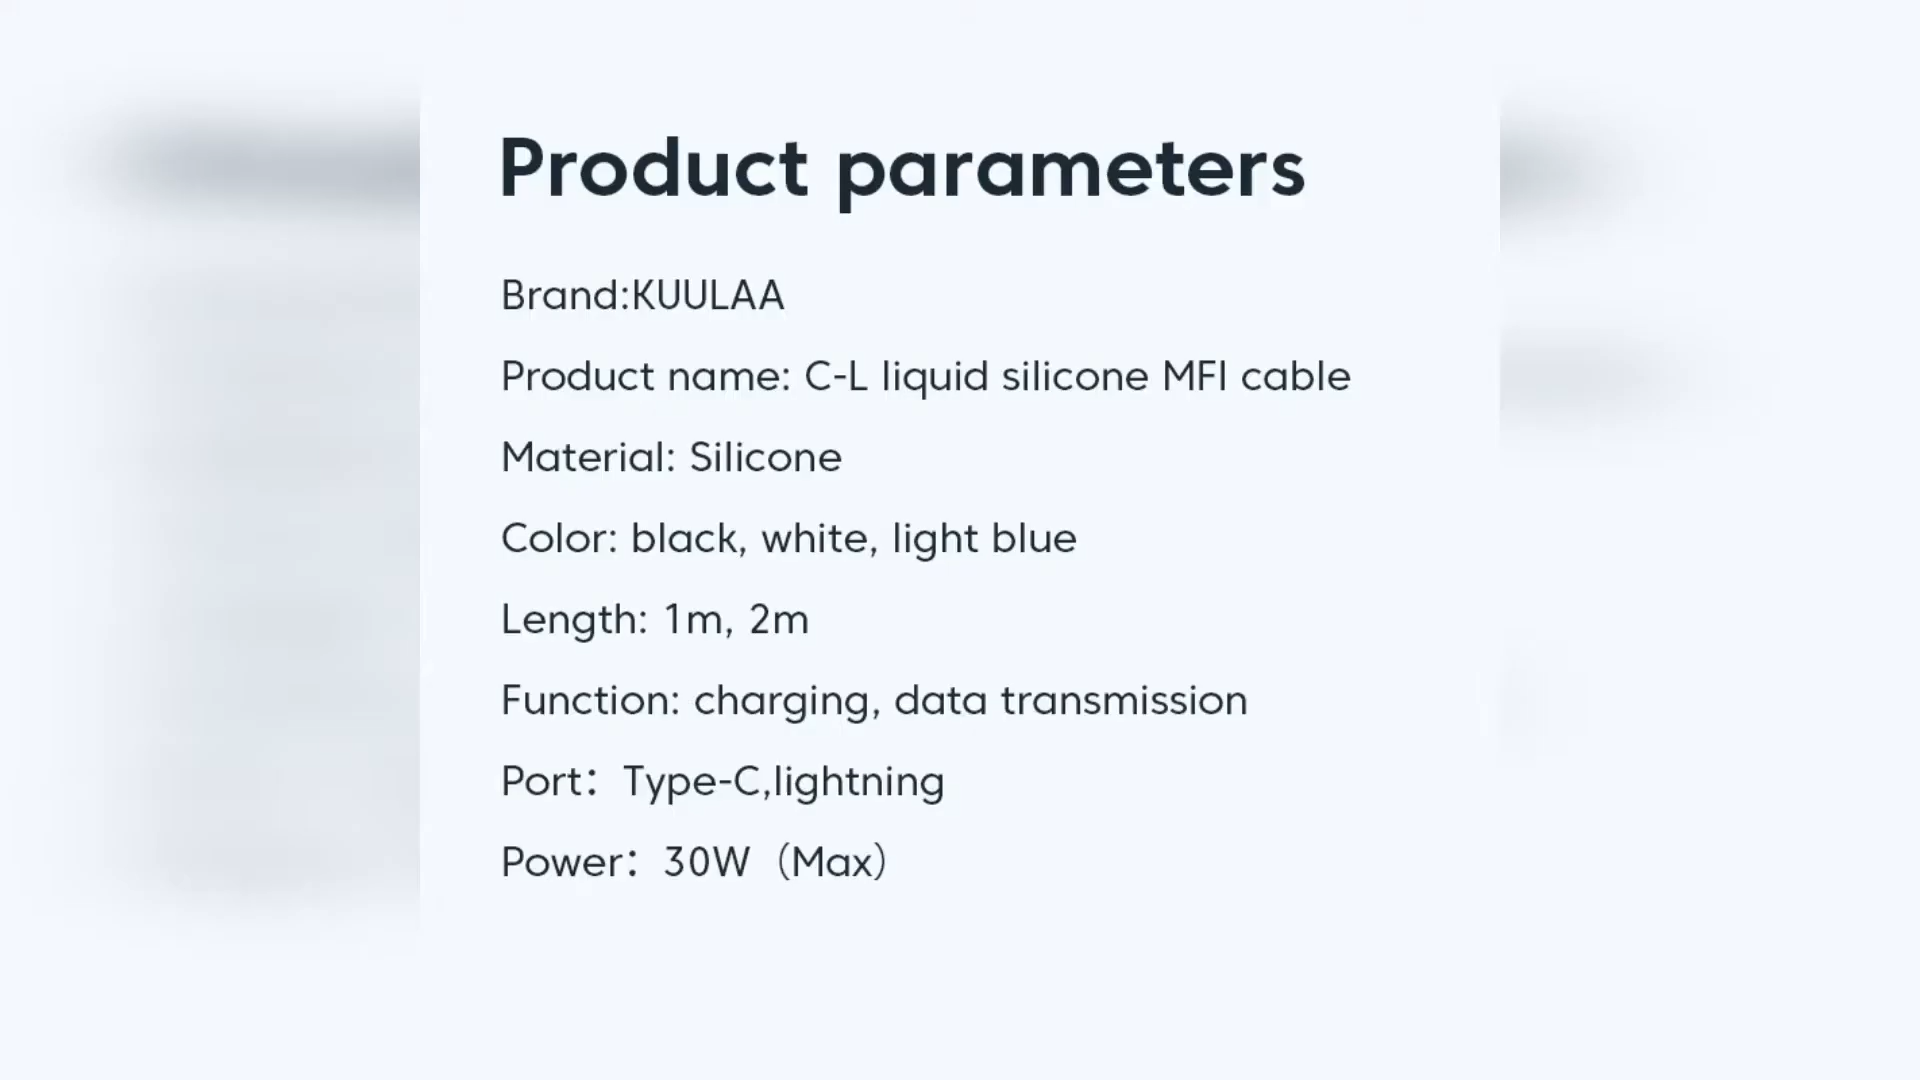 Product parameters
Brand:KUULAA
Product name: C-L liquid silicone MFI cable
Material: Silicone
Color: black, white, light blue
Length: 1m, 2m
Function: charging, data transmission
Port：Type-C,lightning
Power：30W（Max）